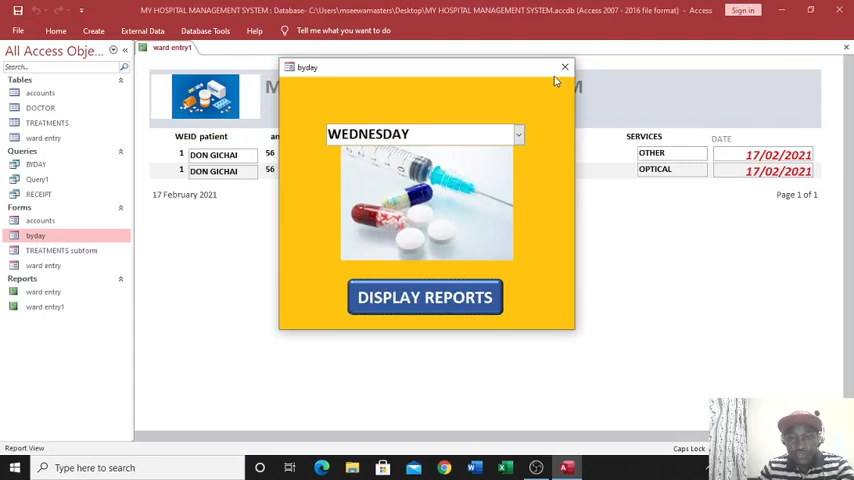 MY HOSPITAL MANAGEMENT SYSTEM : Database- C:\Users\mseewamasters\Desktop\MY HOSPITAL MANAGEMENT SYSTEM.accdb (Access 2007 - 2016 file format) - Access
Sign in
File
Home
Create
External Data
Database Tools
Help
Tell me what you want to do
All Access Obje...
Search...
Tables
accounts
DOCTOR
TREATMENTS
ward entry
Queries
BYDAY
Query1
RECEIPT
Forms
accounts
byday
TREATMENTS subform
ward entry
Reports
ward entry
ward entry1
ward entry1
M
M
WEID patient
an
SERVICES
DATE
1 DON GICHAI 56
OTHER
17/02/2021
1 DON GICHAI 56
OPTICAL
17/02/2021
17 February 2021
Page 1 of 1
byday
WEDNESDAY
DISPLAY REPORTS
Report View
Caps Lock
Type here to search